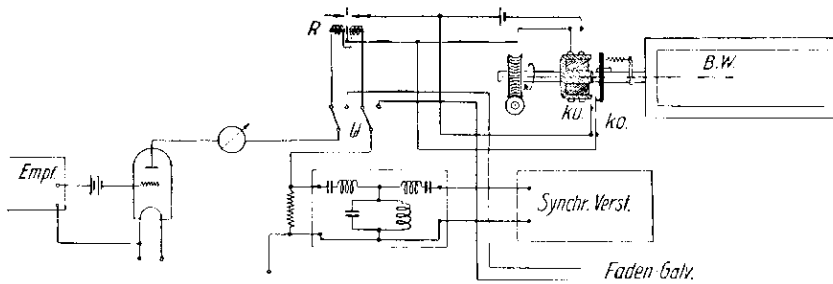 R
B.W.
ku.
ko.
U
Empf.
Synchr. Verst.
Faden-Galv.